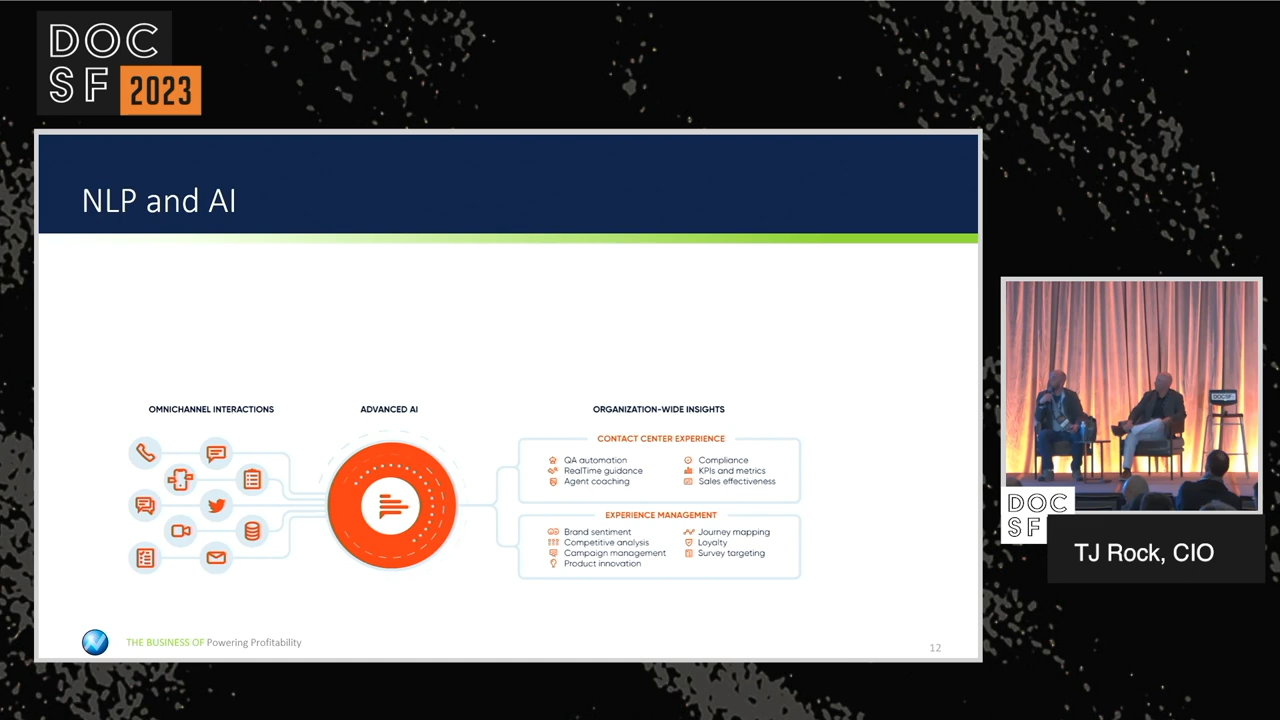 DOC
SF 2023
NLP and AI
OMNICHANNEL INTERACTIONS
ADVANCED AI
ORGANIZATION-WIDE INSIGHTS
CONTACT CENTER EXPERIENCE
QA automation
RealTime guidance
Agent coaching
Compliance
KPIs and metrics
Sales effectiveness
EXPERIENCE MANAGEMENT
Brand sentiment
Competitive analysis
Campaign management
Product innovation
Journey mapping
Loyalty
Survey targeting
THE BUSINESS OF Powering Profitability
12
DOCSF
DOC
SF
TJ Rock, CIO